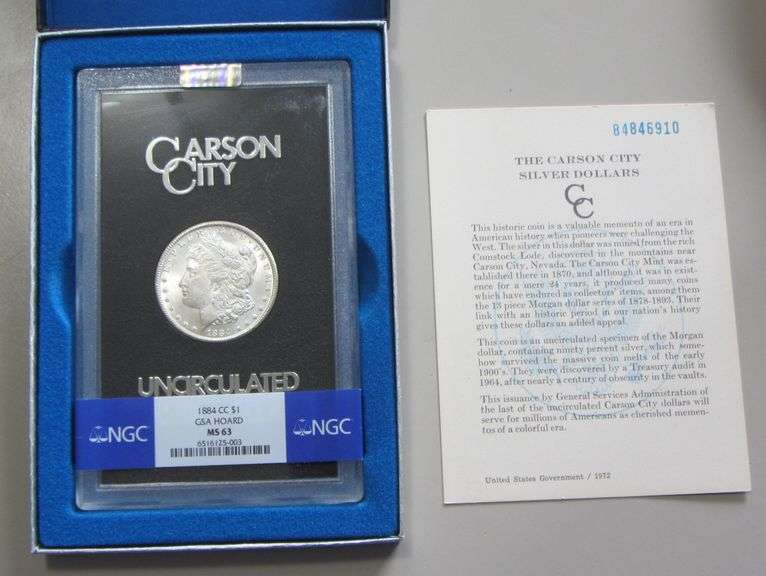 CARSON
CITY
UNCIRCULATED
NGC
1884 CC $1
GSA HOARD
MS 63
6516125-003
NGC
84846910
THE CARSON CITY
SILVER DOLLARS
CC
This historic coin is a valuable memento of an era in
American history when pioneers were challenging the
West. The silver in this dollar was mined from the rich
Comstock Lode, discovered in the mountains near
Carson City, Nevada. The Carson City Mint was es-
tablished there in 1870, and although it was in exist-
ence for a mere 24 years, it produced many coins
which have endured as collectors' items, among them
the 13 piece Morgan dollar series of 1878-1893. Their
link with an historic period in our nation's history
gives these dollars an added appeal.
This coin is an uncirculated specimen of the Morgan
dollar, containing ninety percent silver, which some-
how survived the massive coin melts of the early
1900's. They were discovered by a Treasury Audit in
1964, after nearly a century of obscurity in the vaults.
This issuance by General Services Administration of
the last of the uncirculated Carson City dollars will
serve for millions of Americans as cherished memen-
tos of a colorful era.
United States Government / 1972